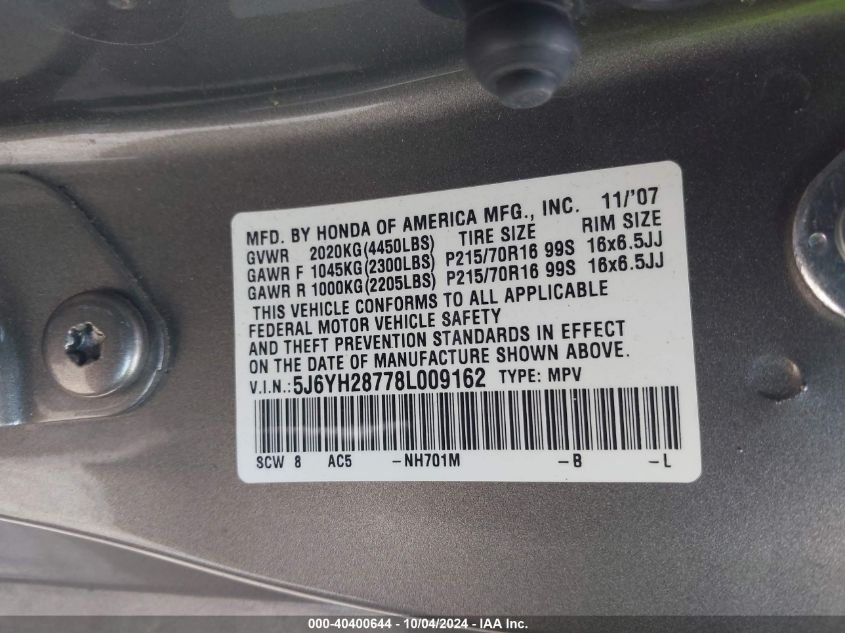 MFD. BY HONDA OF AMERICA MFG., INC. 11/'07
GVWR 2020KG(4450LBS) TIRE SIZE RIM SIZE
GAWR F 1045KG(2300LBS) P215/70R16 99S 16x6.5JJ
GAWR R 1000KG(2205LBS) P215/70R16 99S 16x6.5JJ
THIS VEHICLE CONFORMS TO ALL APPLICABLE
FEDERAL MOTOR VEHICLE SAFETY
AND THEFT PREVENTION STANDARDS IN EFFECT
ON THE DATE OF MANUFACTURE SHOWN ABOVE.
V.I.N.:5J6YH28778L009162 TYPE: MPV
SCW 8 AC5 -NH701M -B -L
000-40400644 - 10/04/2024 - IAA Inc.